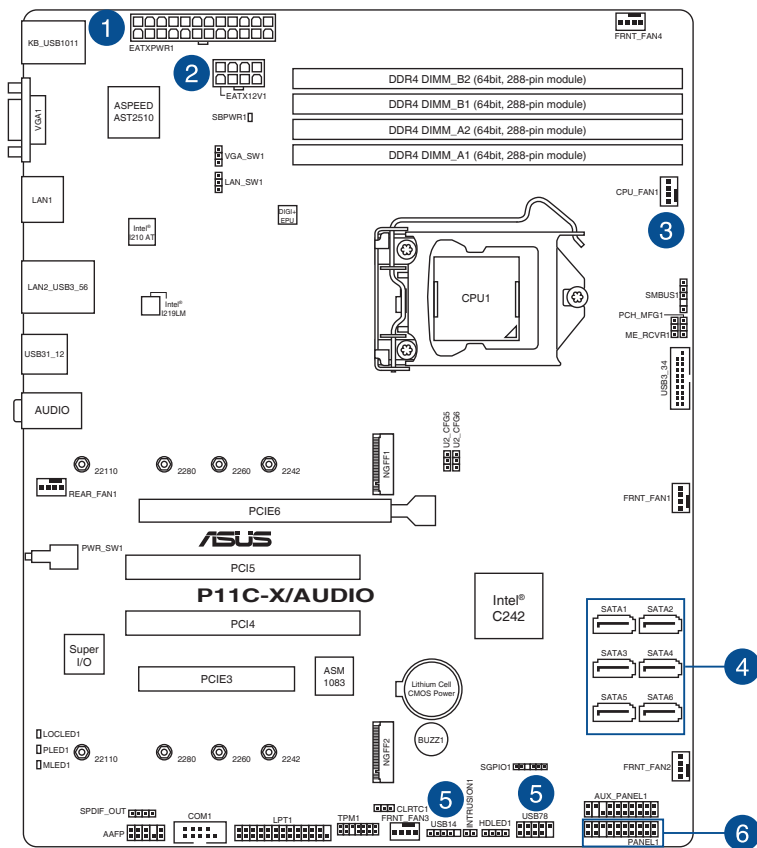 1
EATXPWR1
KB_USB1011
FRNT_FAN4
2
EATX12V1
DDR4 DIMM_B2 (64bit, 288-pin module)
DDR4 DIMM_B1 (64bit, 288-pin module)
DDR4 DIMM_A2 (64bit, 288-pin module)
DDR4 DIMM_A1 (64bit, 288-pin module)
VGA1
ASPEED
AST2510
SBPWR1
VGA_SW1
LAN_SW1
LAN1
CPU_FAN1
3
DIGI+
EPU
Intel®
I210 AT
LAN2_USB3_56
Intel®
I219LM
CPU1
SMBUS1
PCH_MFG1
ME_RCVR1
USB31_12
USB3_34
AUDIO
U2_CFG5
U2_CFG6
22110
2280
2260
2242
NGFF1
REAR_FAN1
FRNT_FAN1
PCIE6
ASUS
PWR_SW1
PCI5
P11C-X/AUDIO
Intel®
C242
SATA1
SATA2
PCI4
Super
I/O
SATA3
SATA4
4
PCIE3
ASM
1083
Lithium Cell
CMOS Power
SATA5
SATA6
LOCLED1
PLED1
MLED1
22110
2280
2260
2242
NGFF2
BUZZ1
SGPIO1
FRNT_FAN2
5
5
AUX_PANEL1
SPDIF_OUT
CLRTC1
INTRUSION1
AAFP
COM1
LPT1
TPM1
FRNT_FAN3
USB14
HDLED1
USB78
PANEL1
6